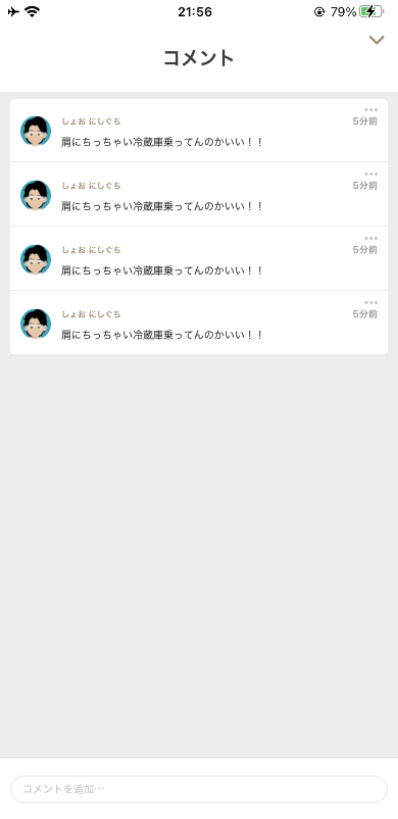 21:56
79%
コメント
しょお にしぐち
5分前
肩にちっちゃい冷蔵庫乗ってんのかいい！！
しょお にしぐち
5分前
肩にちっちゃい冷蔵庫乗ってんのかいい！！
しょお にしぐち
5分前
肩にちっちゃい冷蔵庫乗ってんのかいい！！
しょお にしぐち
5分前
肩にちっちゃい冷蔵庫乗ってんのかいい！！
コメントを追加…